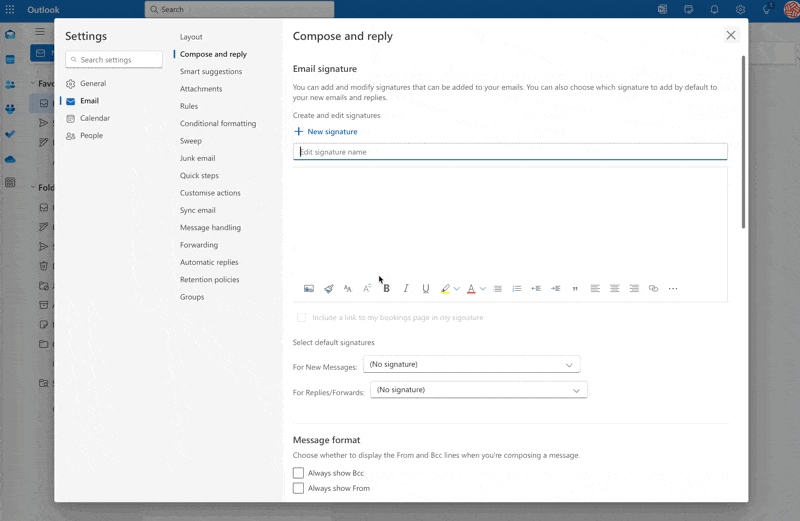 Outlook
Search
Settings
Search settings
General
Email
Calendar
People
Layout
Compose and reply
Smart suggestions
Attachments
Rules
Conditional formatting
Sweep
Junk email
Quick steps
Customise actions
Sync email
Message handling
Forwarding
Automatic replies
Retention policies
Groups
Compose and reply
Email signature
You can add and modify signatures that can be added to your emails. You can also choose which signature to add by default to
your new emails and replies.
Create and edit signatures
New signature
Edit signature name
Include a link to my bookings page in my signature
Select default signatures
For New Messages: (No signature)
For Replies/Forwards: (No signature)
Message format
Choose whether to display the From and Bcc lines when you're composing a message.
Always show Bcc
Always show From